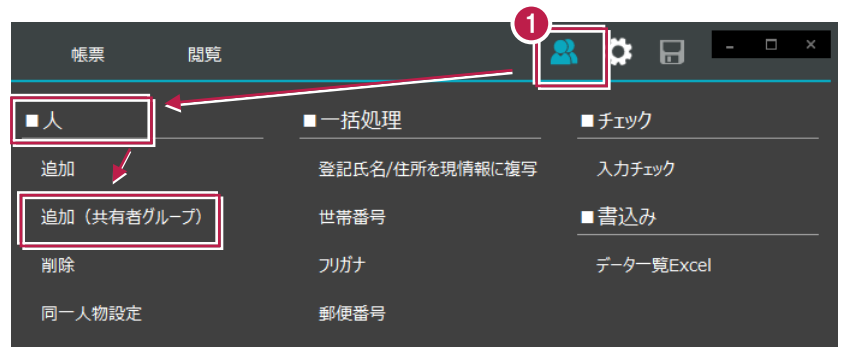 1
帳票 閲覧
■人 ■一括処理 ■チェック
追加 登記氏名/住所を現情報に複写 入力チェック
追加（共有者グループ） 世帯番号 ■書込み
削除 フリガナ データ一覧Excel
同一人物設定 郵便番号